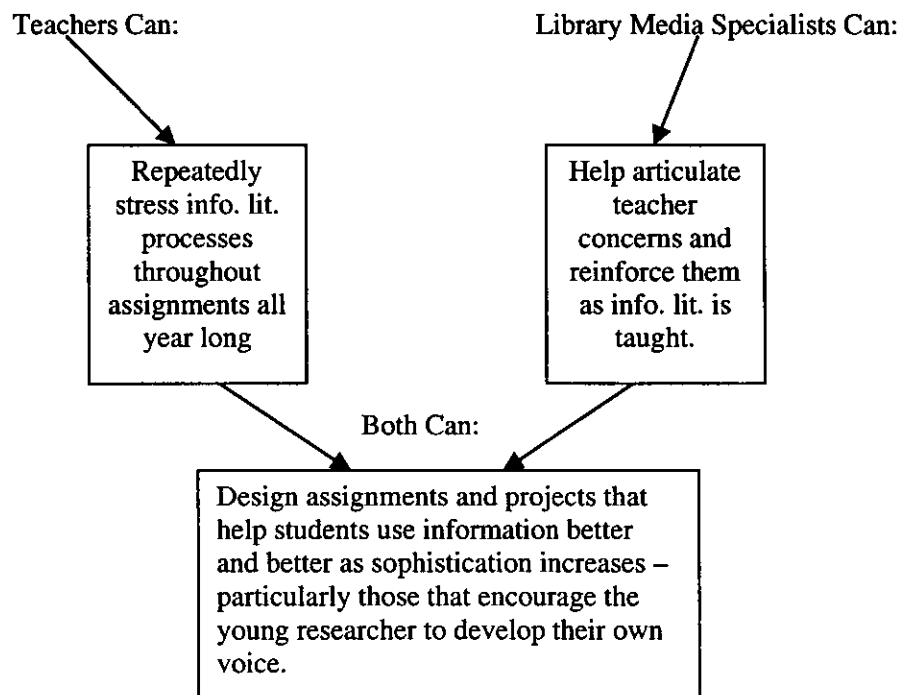 Teachers Can:
Library Media Specialists Can:
Repeatedly
stress info. lit.
processes
throughout
assignments all
year long
Help articulate
teacher
concerns and
reinforce them
as info. lit. is
taught.
Both Can:
Design assignments and projects that
help students use information better
and better as sophistication increases –
particularly those that encourage the
young researcher to develop their own
voice.